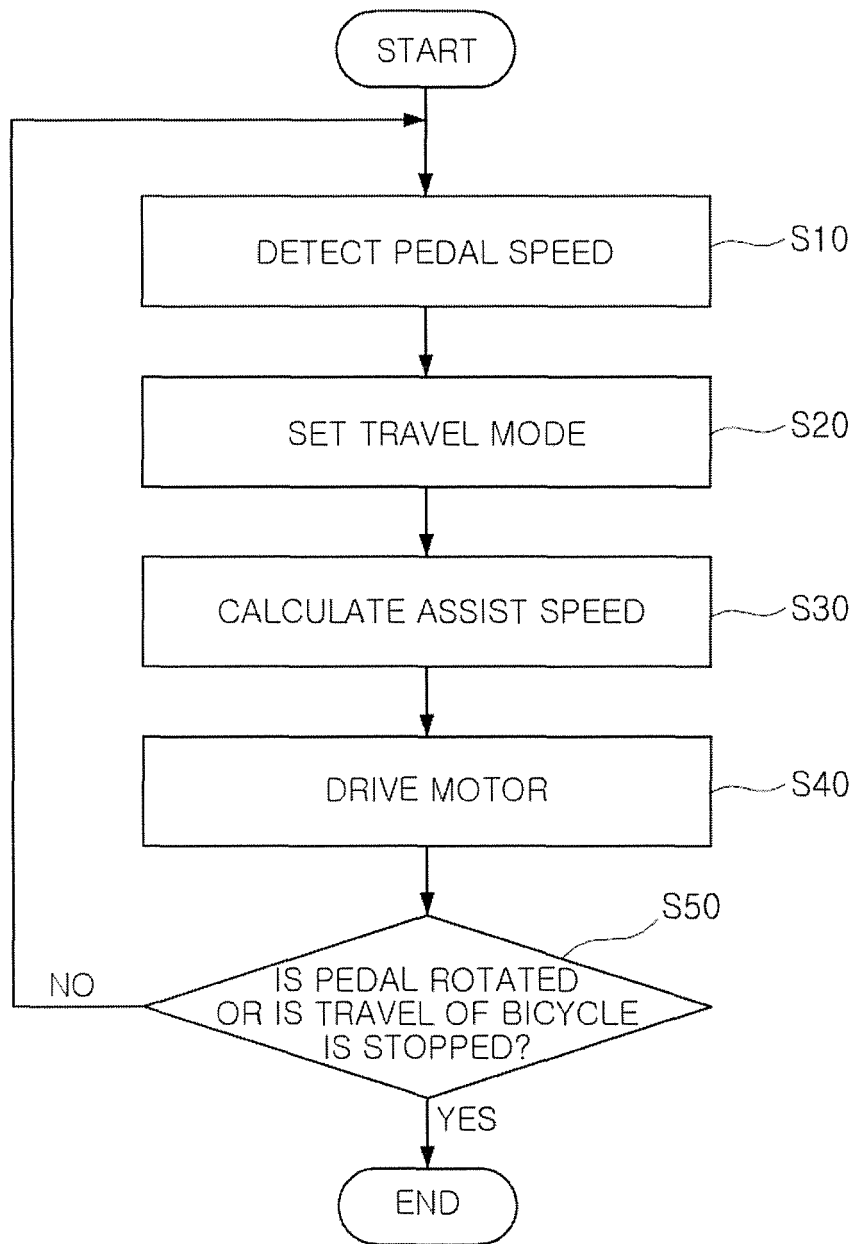 START
DETECT PEDAL SPEED
S10
SET TRAVEL MODE
S20
CALCULATE ASSIST SPEED
S30
DRIVE MOTOR
S40
S50
IS PEDAL ROTATED
OR IS TRAVEL OF BICYCLE
IS STOPPED?
NO
YES
END